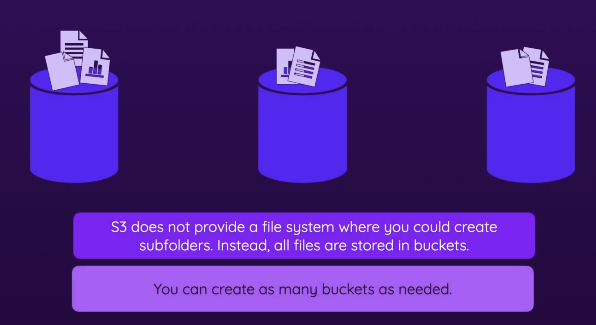 S3 does not provide a file system where you could create
subfolders. Instead, all files are stored in buckets.
You can create as many buckets as needed.